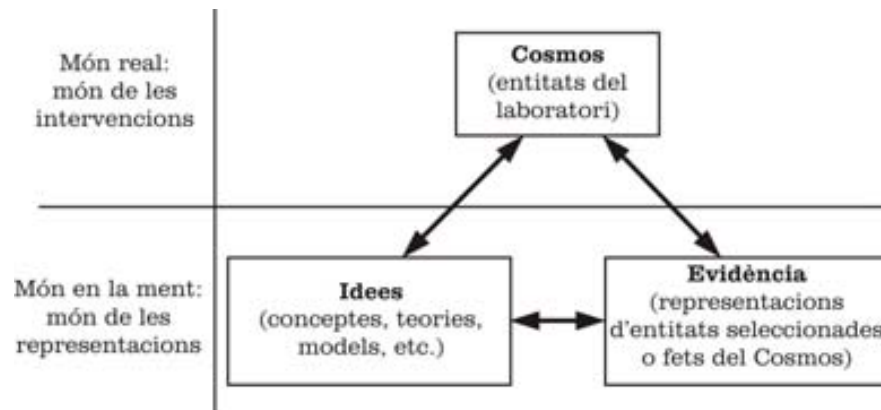 Món real:
món de les
intervencions
Cosmos
(entitats del
laboratori)
Món en la ment:
món de les
representacions
Idees
(conceptes, teories,
models, etc.)
Evidència
(representacions
d'entitats seleccionades
o fets del Cosmos)